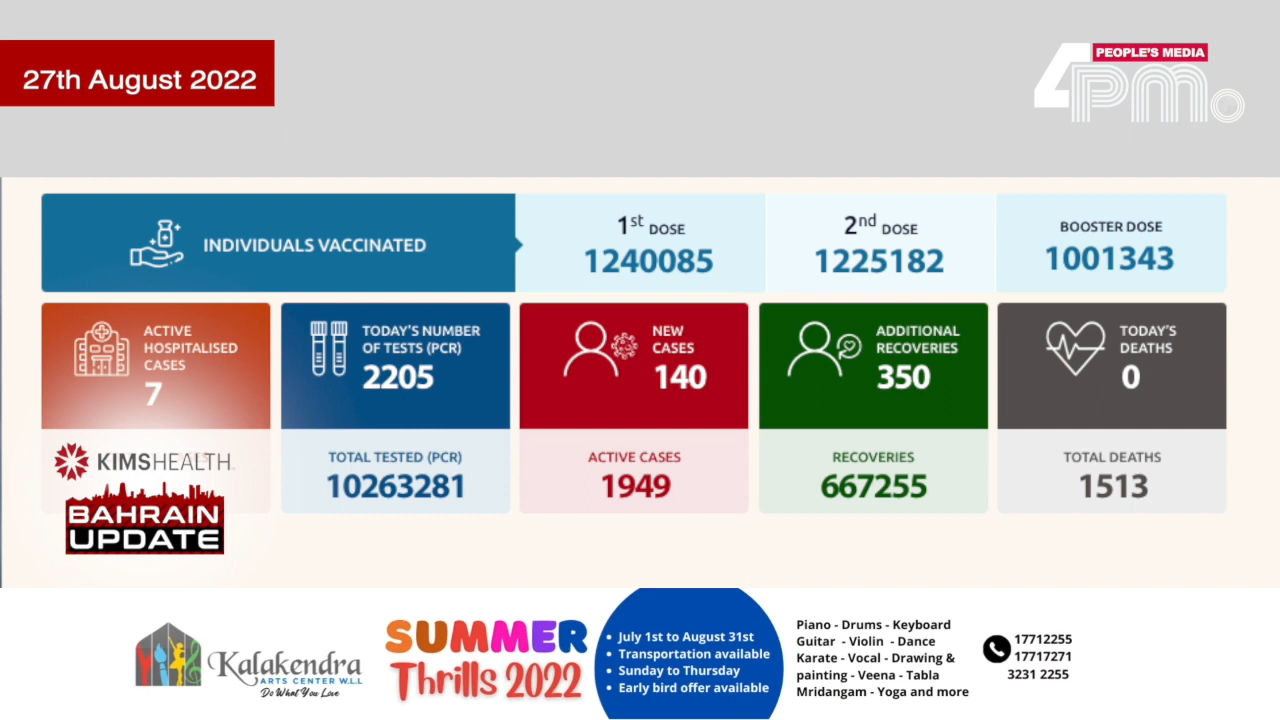 27th August 2022
PEOPLE'S MEDIA
4PM
INDIVIDUALS VACCINATED
1st DOSE
1240085
2nd DOSE
1225182
BOOSTER DOSE
1001343
ACTIVE
HOSPITALISED
CASES
7
TODAY'S NUMBER
OF TESTS (PCR)
2205
NEW
CASES
140
ADDITIONAL
RECOVERIES
350
TODAY'S
DEATHS
0
KIMSHEALTH
BAHRAIN
UPDATE
TOTAL TESTED (PCR)
10263281
ACTIVE CASES
1949
RECOVERIES
667255
TOTAL DEATHS
1513
Kalakendra
ARTS CENTER W.L.L
Do What You Love
SUMMER
Thrills 2022
• July 1st to August 31st
• Transportation available
• Sunday to Thursday
• Early bird offer available
Piano - Drums - Keyboard
Guitar - Violin - Dance
Karate - Vocal - Drawing &
painting - Veena - Tabla
Mridangam - Yoga and more
17712255
17717271
3231 2255